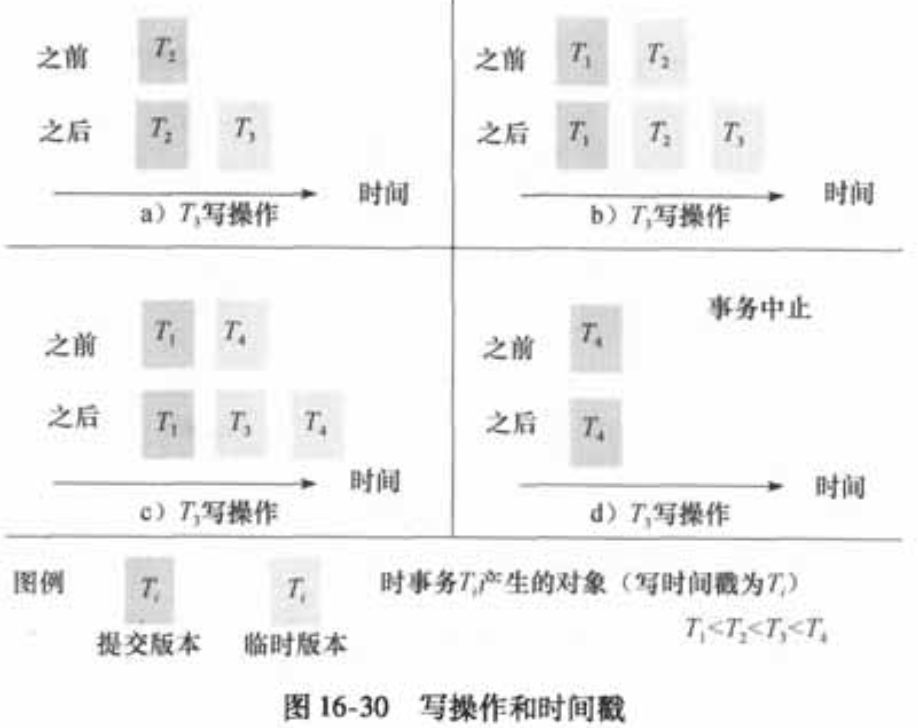 之前 T₂
之后 T₂ T₃
时间
a）T₃写操作
之前 T₁ T₂
之后 T₁ T₂ T₃
时间
b）T₃写操作
之前 T₁ T₄
之后 T₁ T₃ T₄
时间
c）T₃写操作
事务中止
之前 T₄
之后 T₄
时间
d）T₃写操作
图例 Tᵢ Tᵢ 时事务Tᵢ产生的对象（写时间戳为Tᵢ）
提交版本 临时版本 T₁<T₂<T₃<T₄
图 16-30 写操作和时间戳